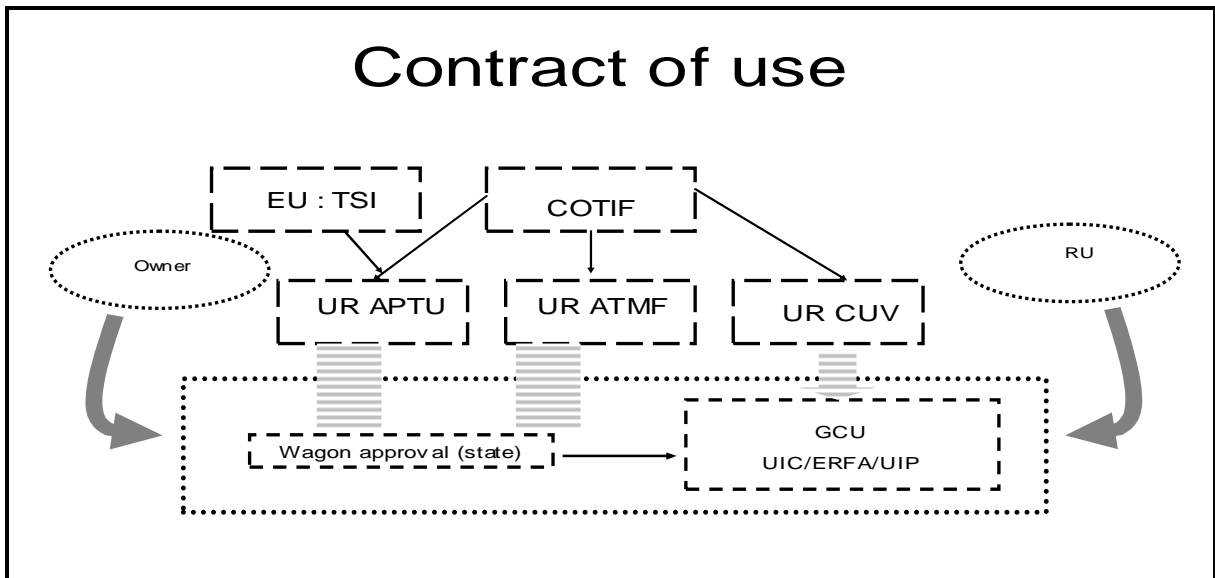 Contract of use
EU : TSI
COTIF
Owner
RU
UR APTU
UR ATMF
UR CUV
Wagon approval (state)
GCU
UIC/ERFA/UIP